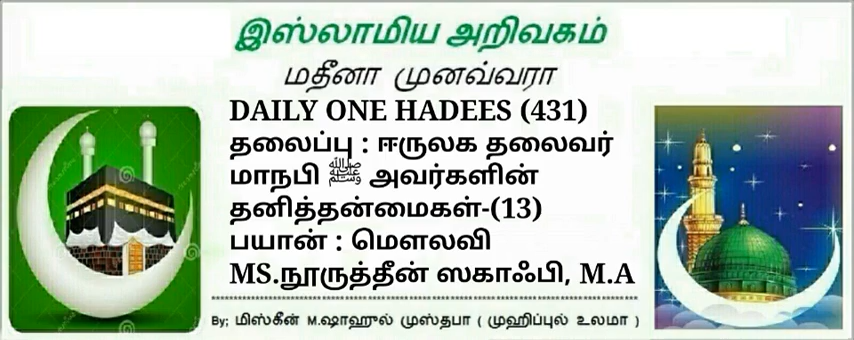 இஸ்லாமிய அறிவகம்
மதீனா முனவ்வரா
DAILY ONE HADEES (431)
தலைப்பு : ஈருலக தலைவர்
மாநபி ﷺ அவர்களின்
தனித்தன்மைகள்-(13)
பயான் : மௌலவி
MS.நூருத்தீன் ஸகாஃபி, M.A
By; மிஸ்கீன் M.ஷாஹுல் முஸ்தபா ( முஹிப்புல் உலமா )